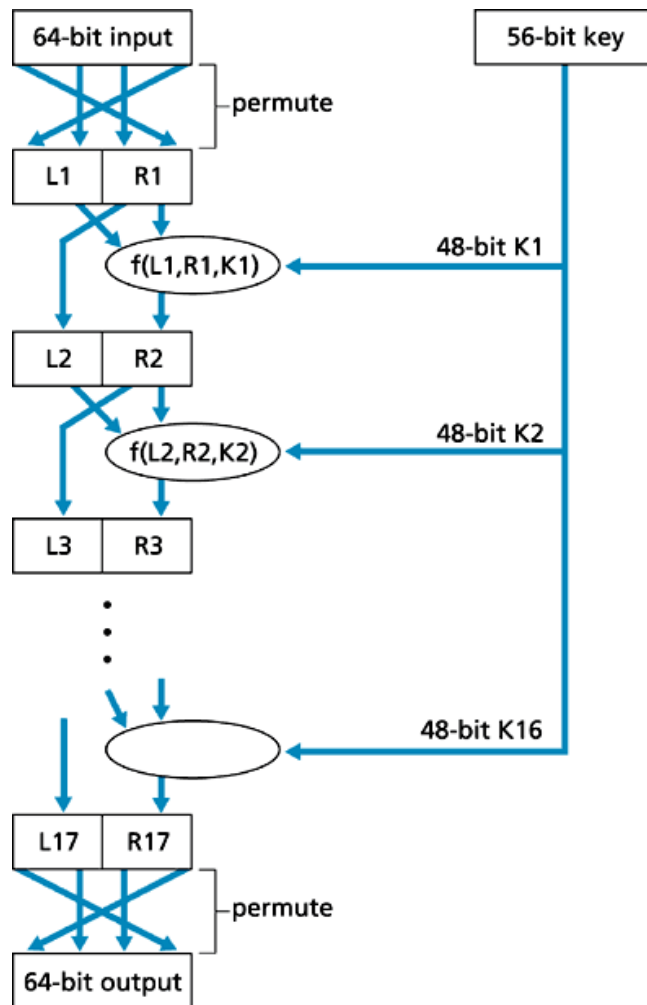 64-bit input
56-bit key
permute
L1 R1
48-bit K1
f(L1,R1,K1)
L2 R2
48-bit K2
f(L2,R2,K2)
L3 R3
48-bit K16
L17 R17
permute
64-bit output